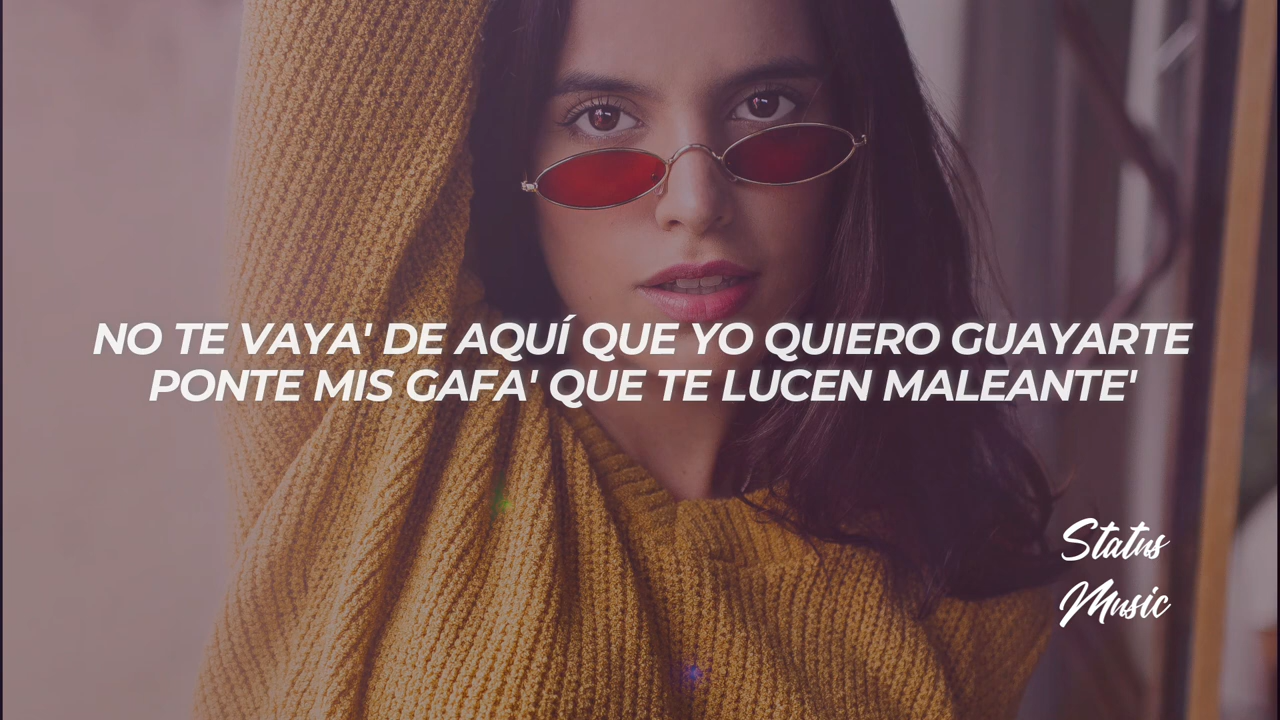 NO TE VAYA' DE AQUÍ QUE YO QUIERO GUAYARTE
PONTE MIS GAFA' QUE TE LUCEN MALEANTE'
Status
Music